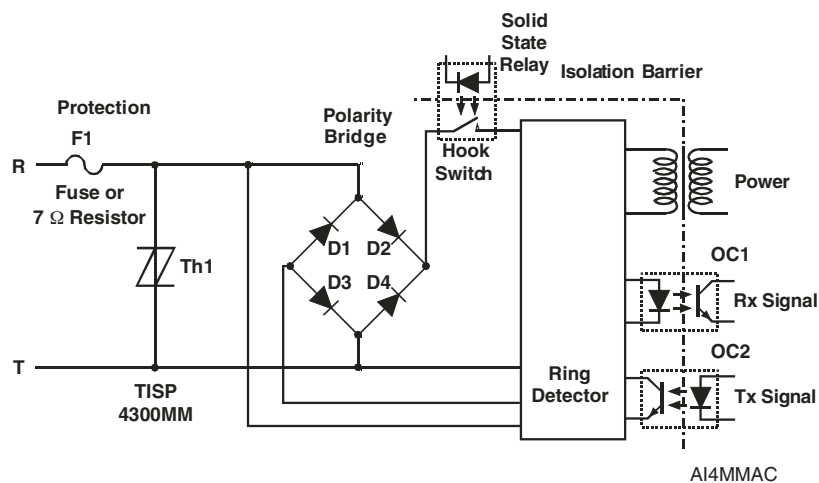 Solid
State
Relay
Isolation Barrier
Protection
F1
Polarity
Bridge
R
Hook
Switch
Fuse or
7 Ω Resistor
Power
D1
D2
Th1
OC1
D3
D4
Rx Signal
OC2
T
TISP
4300MM
Ring
Detector
Tx Signal
AI4MMAC